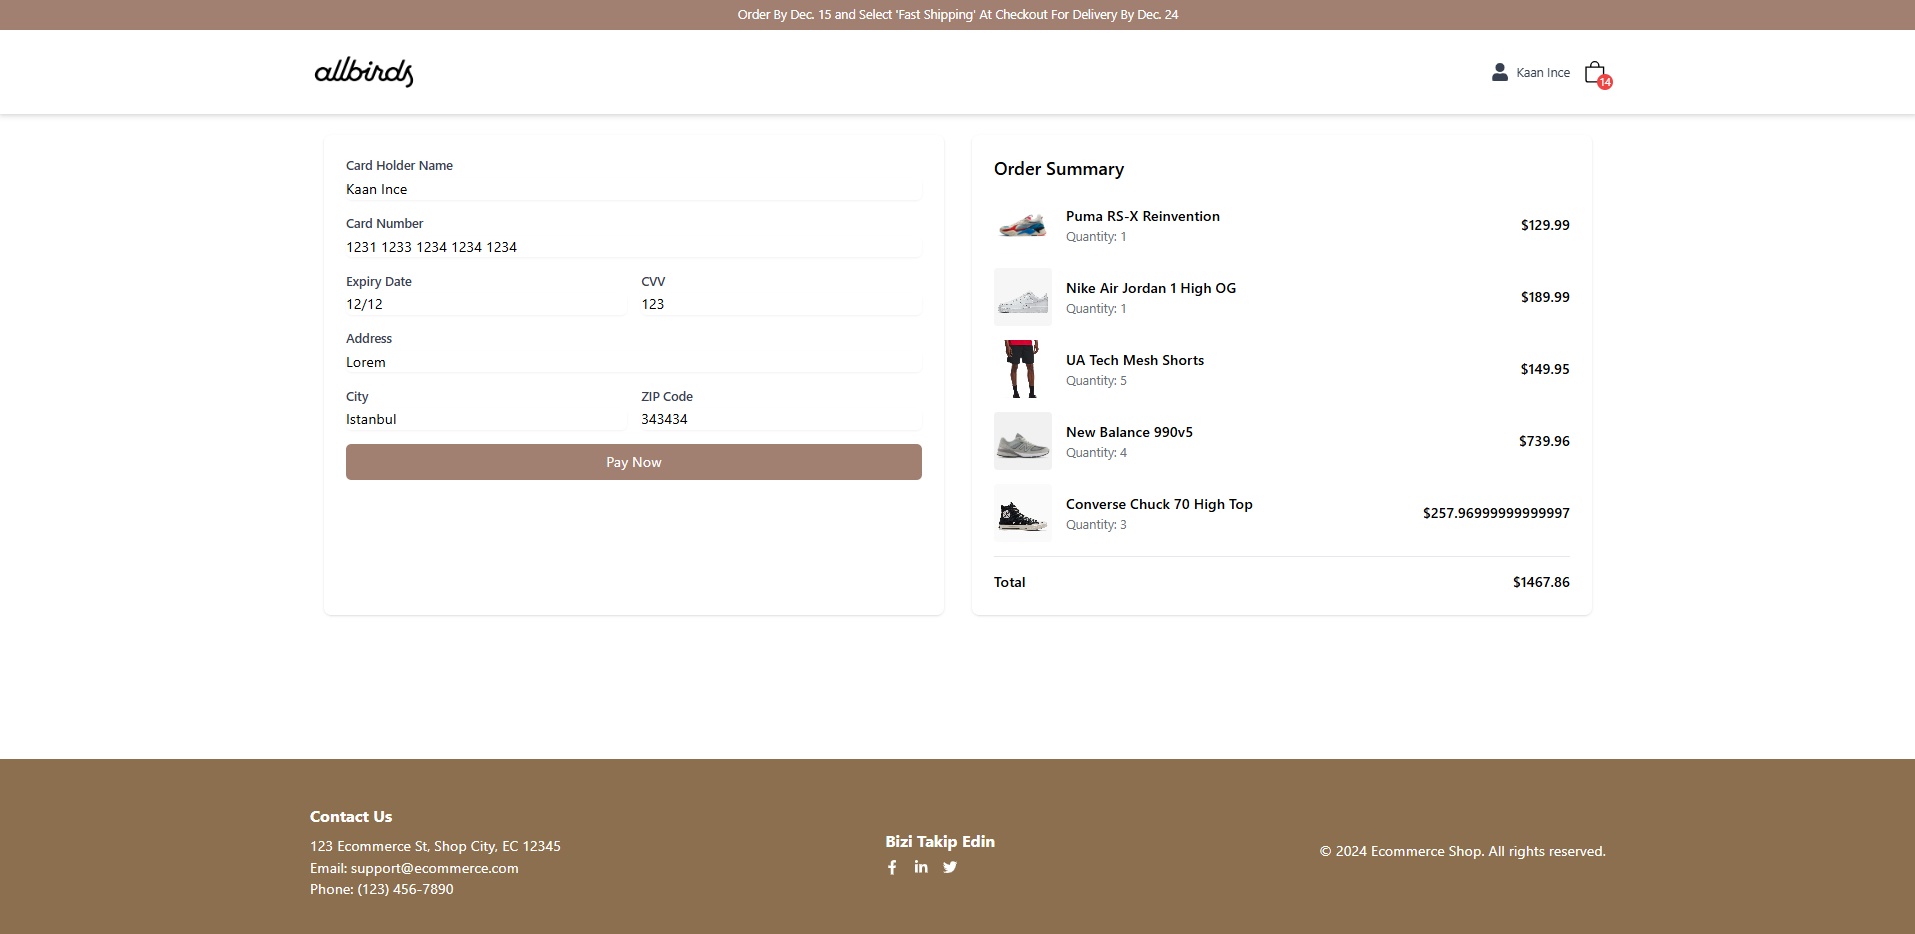 Order By Dec. 15 and Select 'Fast Shipping' At Checkout For Delivery By Dec. 24
allbirds
Kaan Ince
14
Card Holder Name
Kaan Ince
Card Number
1231 1233 1234 1234 1234
Expiry Date
12/12
CVV
123
Address
Lorem
City
Istanbul
ZIP Code
343434
Pay Now
Order Summary
Puma RS-X Reinvention
Quantity: 1
$129.99
Nike Air Jordan 1 High OG
Quantity: 1
$189.99
UA Tech Mesh Shorts
Quantity: 5
$149.95
New Balance 990v5
Quantity: 4
$739.96
Converse Chuck 70 High Top
Quantity: 3
$257.96999999999997
Total
$1467.86
Contact Us
123 Ecommerce St, Shop City, EC 12345
Email: support@ecommerce.com
Phone: (123) 456-7890
Bizi Takip Edin
© 2024 Ecommerce Shop. All rights reserved.